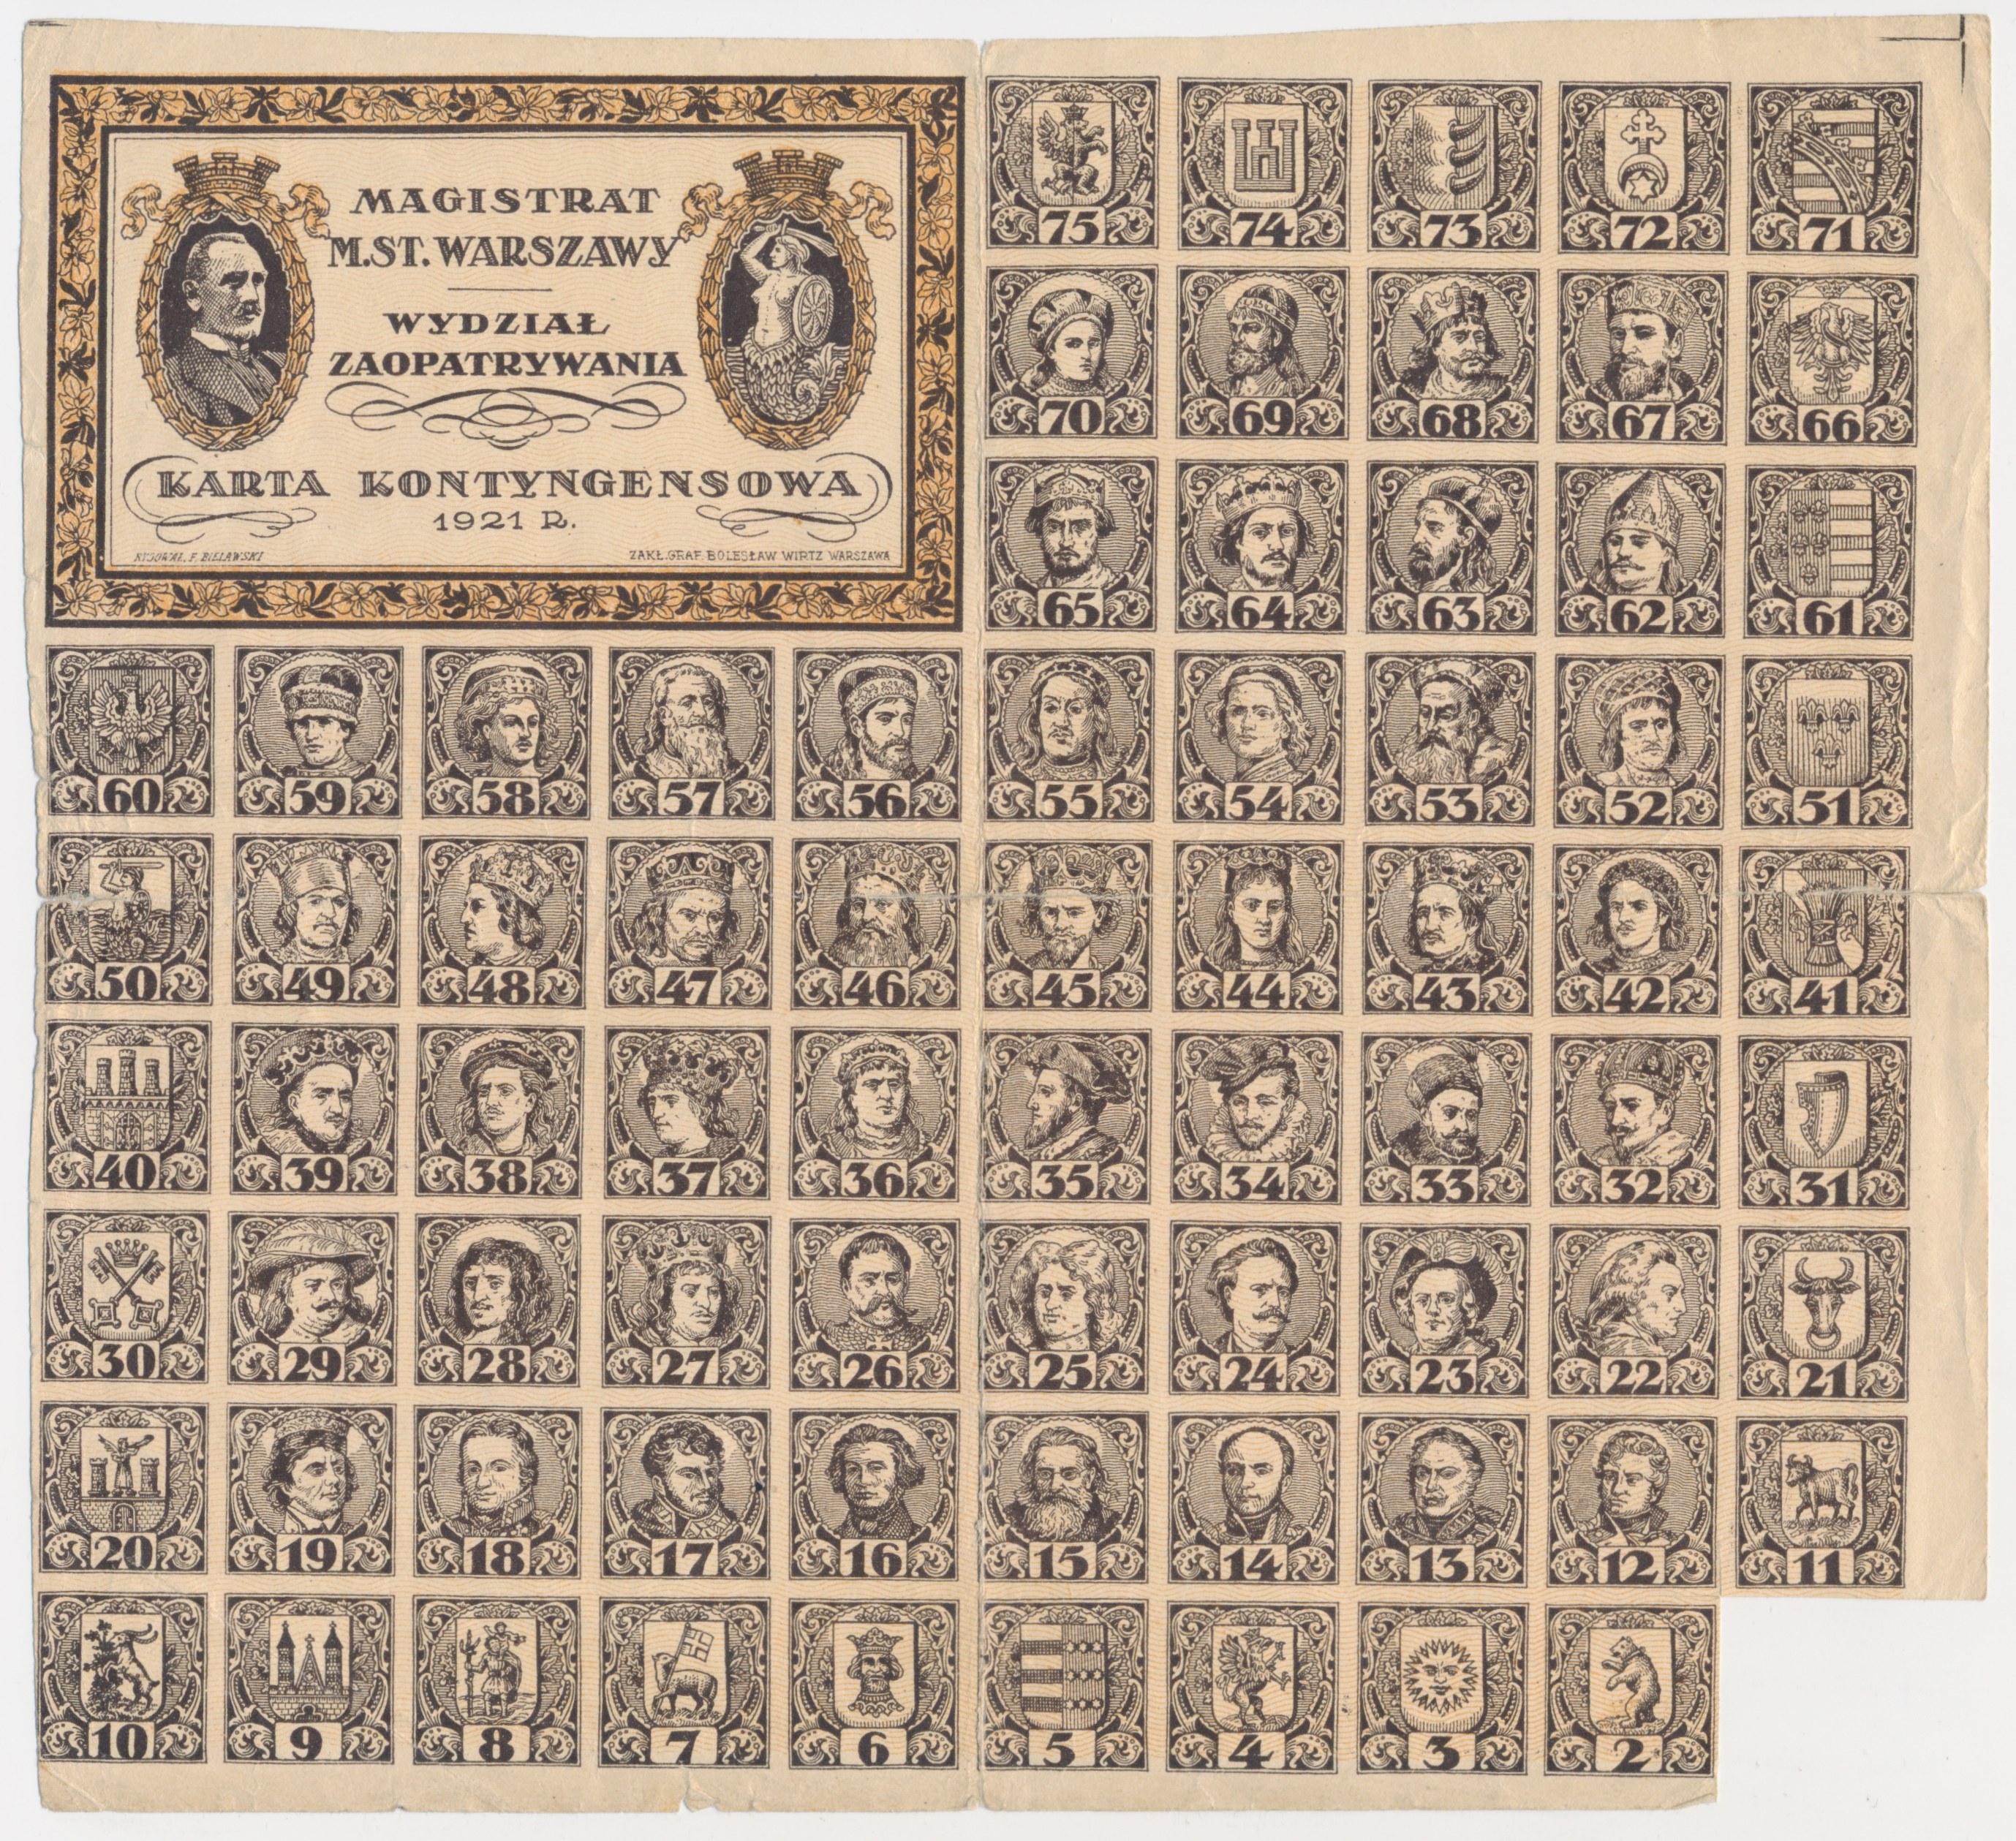 MAGISTRAT
M.ST. WARSZAWY
WYDZIAŁ
ZAOPATRYWANIA
KARTA KONTYNGENSOWA
1921 R.
RYSOWAŁ, F. BIELAWSKI
ZAKŁ.GRAF. BOLESŁAW WIRTZ WARSZAWA
75 74 73 72 71
70 69 68 67 66
65 64 63 62 61
60 59 58 57 56 55 54 53 52 51
50 49 48 47 46 45 44 43 42 41
40 39 38 37 36 35 34 33 32 31
30 29 28 27 26 25 24 23 22 21
20 19 18 17 16 15 14 13 12 11
10 9 8 7 6 5 4 3 2